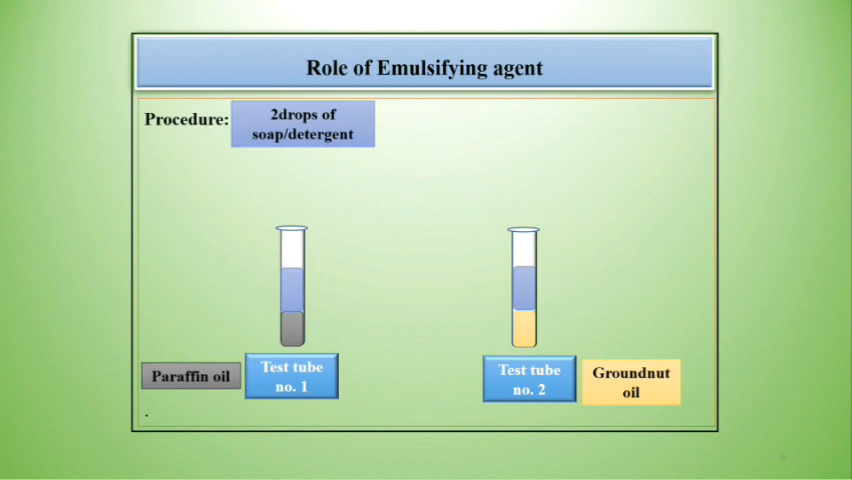 Role of Emulsifying agent
Procedure:
2drops of
soap/detergent
Paraffin oil
Test tube
no. 1
Test tube
no. 2
Groundnut
oil
.